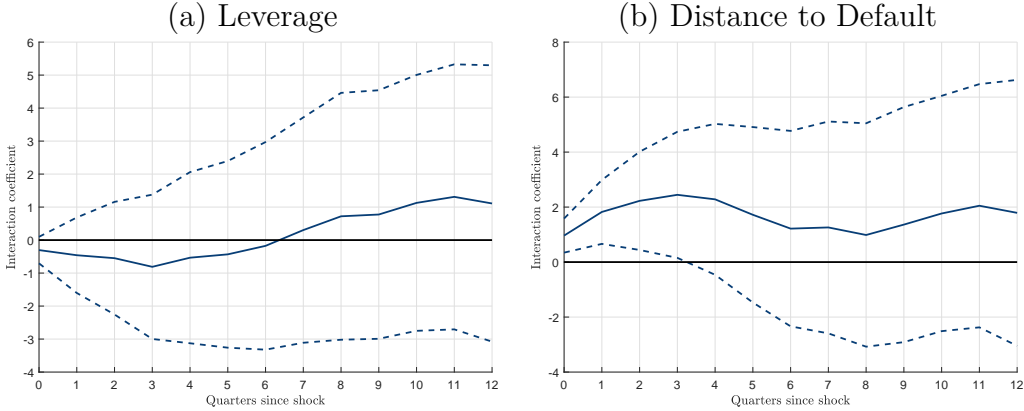 (a) Leverage
6
5
4
3
2
1
0
-1
-2
-3
-4
Interaction coefficient
0 1 2 3 4 5 6 7 8 9 10 11 12
Quarters since shock
(b) Distance to Default
8
6
4
2
0
-2
-4
Interaction coefficient
0 1 2 3 4 5 6 7 8 9 10 11 12
Quarters since shock